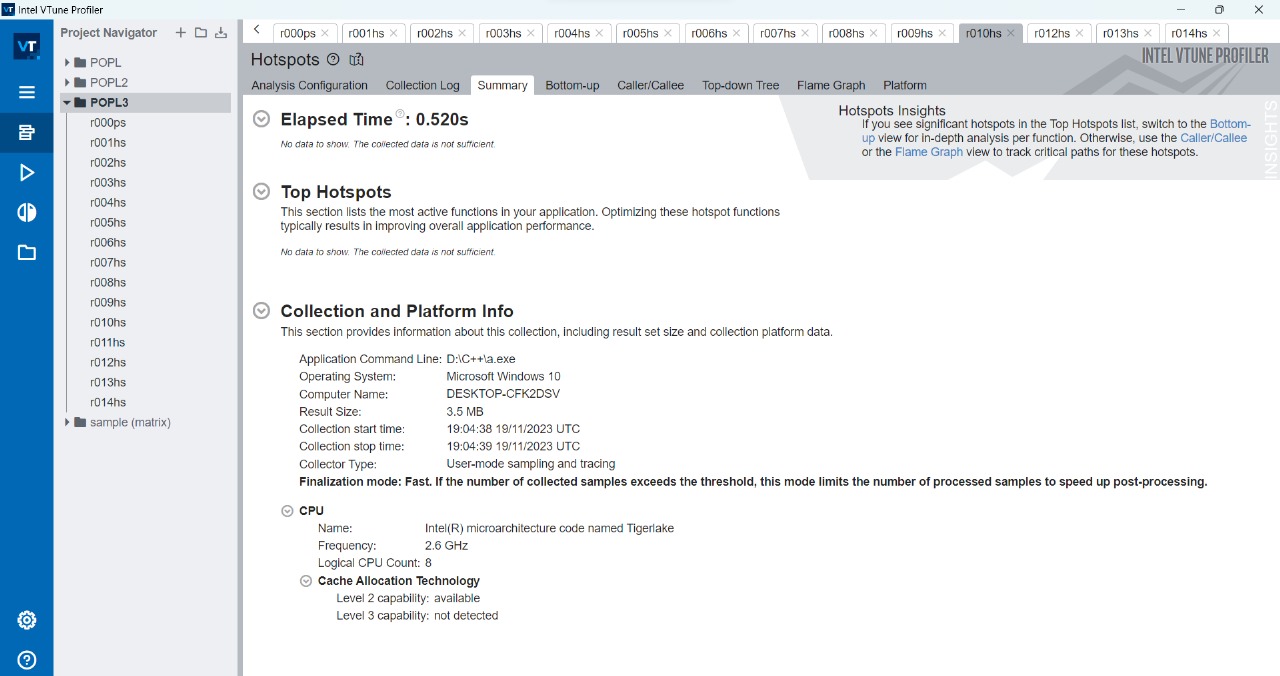 VT Intel VTune Profiler
VT
Project Navigator
POPL
POPL2
POPL3
r000ps
r001hs
r002hs
r003hs
r004hs
r005hs
r006hs
r007hs
r008hs
r009hs
r010hs
r011hs
r012hs
r013hs
r014hs
sample (matrix)
r000ps r001hs r002hs r003hs r004hs r005hs r006hs r007hs r008hs r009hs r010hs r012hs r013hs r014hs
Hotspots
INTEL VTUNE PROFILER
Analysis Configuration Collection Log Summary Bottom-up Caller/Callee Top-down Tree Flame Graph Platform
Elapsed Time : 0.520s
No data to show. The collected data is not sufficient.
Hotspots Insights
If you see significant hotspots in the Top Hotspots list, switch to the Bottom-
up view for in-depth analysis per function. Otherwise, use the Caller/Callee
or the Flame Graph view to track critical paths for these hotspots.
INSIGHTS
Top Hotspots
This section lists the most active functions in your application. Optimizing these hotspot functions
typically results in improving overall application performance.
No data to show. The collected data is not sufficient.
Collection and Platform Info
This section provides information about this collection, including result set size and collection platform data.
Application Command Line: D:\C++\a.exe
Operating System: Microsoft Windows 10
Computer Name: DESKTOP-CFK2DSV
Result Size: 3.5 MB
Collection start time: 19:04:38 19/11/2023 UTC
Collection stop time: 19:04:39 19/11/2023 UTC
Collector Type: User-mode sampling and tracing
Finalization mode: Fast. If the number of collected samples exceeds the threshold, this mode limits the number of processed samples to speed up post-processing.
CPU
Name: Intel(R) microarchitecture code named Tigerlake
Frequency: 2.6 GHz
Logical CPU Count: 8
Cache Allocation Technology
Level 2 capability: available
Level 3 capability: not detected